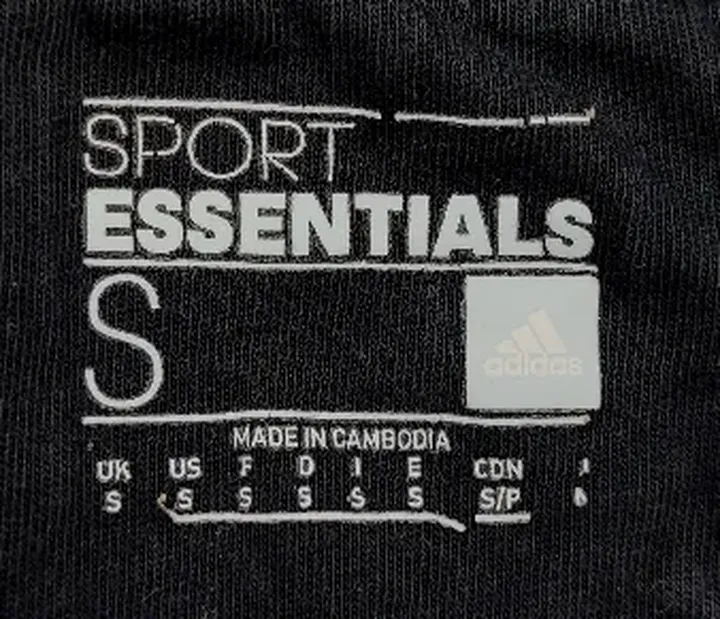 SPORT
ESSENTIALS
S
adidas
MADE IN CAMBODIA
UK US F D I E CDN J
S S S S S S S/P